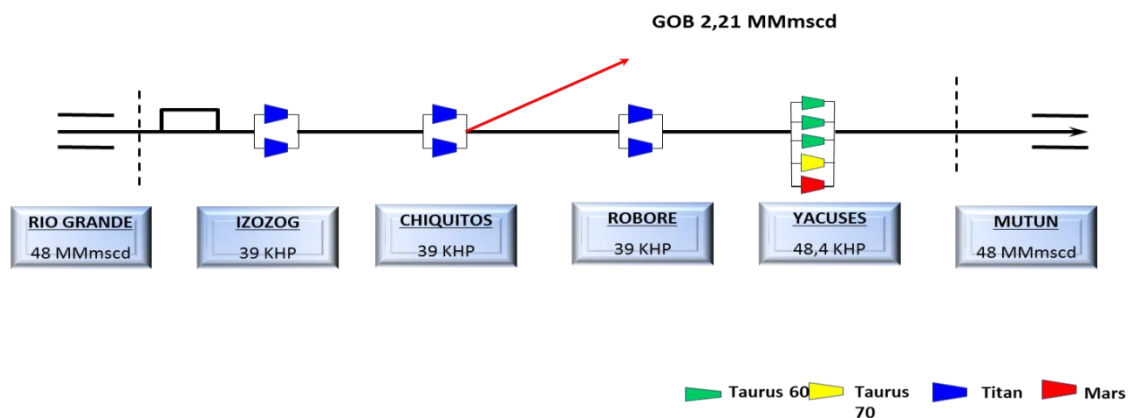 GOB 2,21 MMmscd
RIO GRANDE
48 MMmscd
IZOZOG
39 KHP
CHIQUITOS
39 KHP
ROBORE
39 KHP
YACUSES
48,4 KHP
MUTUN
48 MMmscd
Taurus 60
Taurus
70
Titan
Mars